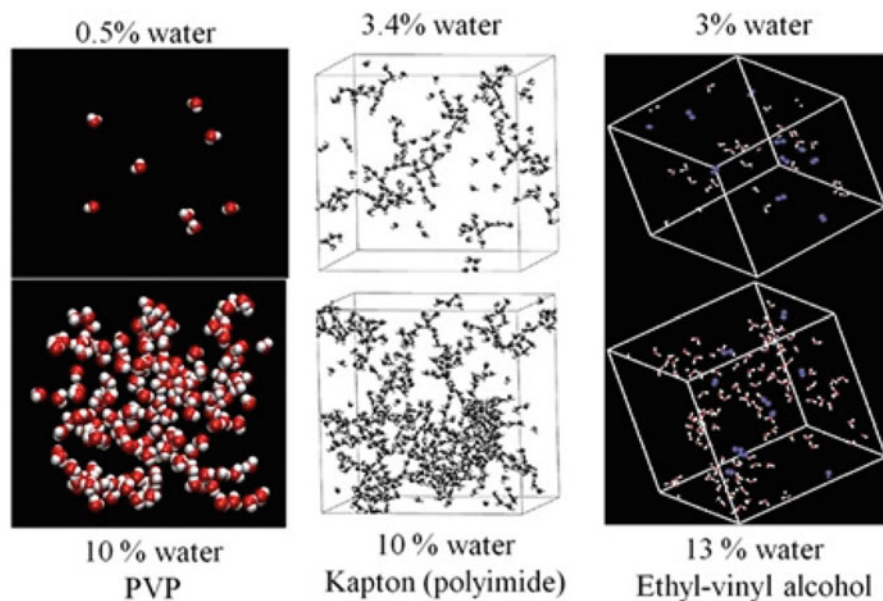 0.5% water
3.4% water
3% water
10 % water
10 % water
13 % water
PVP
Kapton (polyimide)
Ethyl-vinyl alcohol